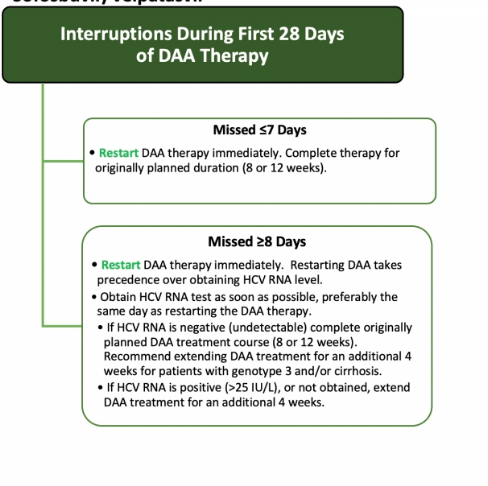 Interruptions During First 28 Days
of DAA Therapy
Missed ≤7 Days
• Restart DAA therapy immediately. Complete therapy for
originally planned duration (8 or 12 weeks).
Missed ≥8 Days
• Restart DAA therapy immediately.  Restarting DAA takes
precedence over obtaining HCV RNA level.
• Obtain HCV RNA test as soon as possible, preferably the
same day as restarting the DAA therapy.
• If HCV RNA is negative (undetectable) complete originally
planned DAA treatment course (8 or 12 weeks).
Recommend extending DAA treatment for an additional 4
weeks for patients with genotype 3 and/or cirrhosis.
• If HCV RNA is positive (>25 IU/L), or not obtained, extend
DAA treatment for an additional 4 weeks.